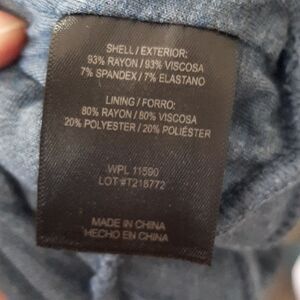 SHELL / EXTERIOR:
93% RAYON / 93% VISCOSA
7% SPANDEX / 7% ELASTANO
LINING / FORRO:
80% RAYON / 80% VISCOSA
20% POLYESTER / 20% POLIÉSTER
WPL 11590
LOT #T218772
MADE IN CHINA
HECHO EN CHINA